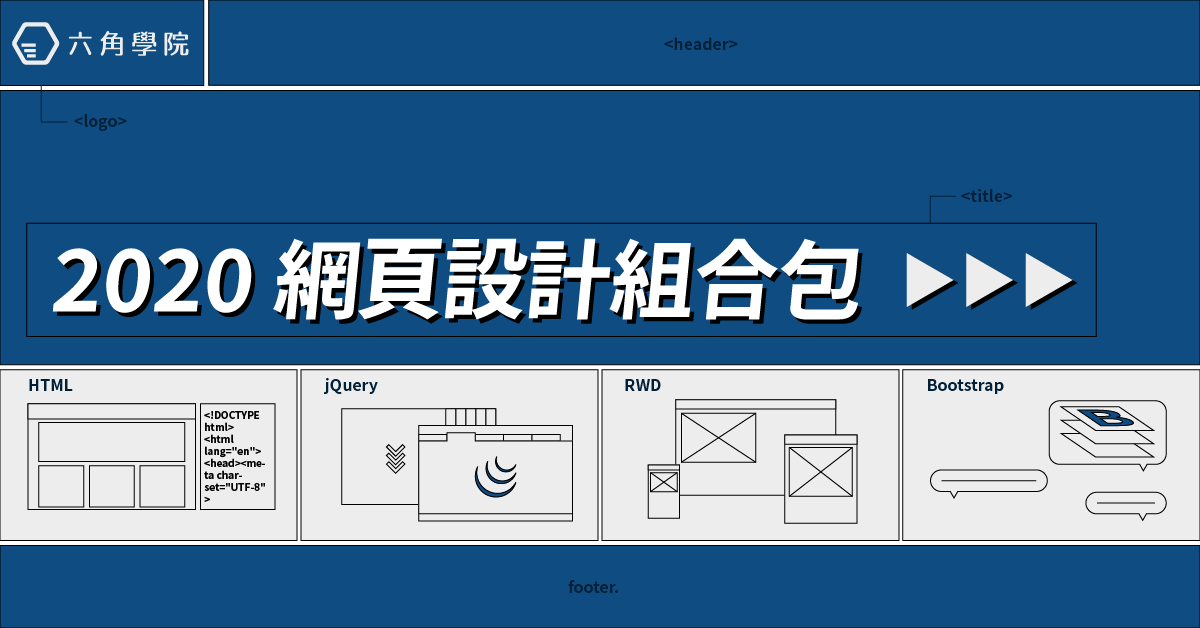 六角學院
<header>
<logo>
<title>
2020 網頁設計組合包
HTML
<!DOCTYPE
html>
<html
lang="en">
<head><me-
ta char-
set="UTF-8"
>
jQuery
RWD
Bootstrap
B
footer.